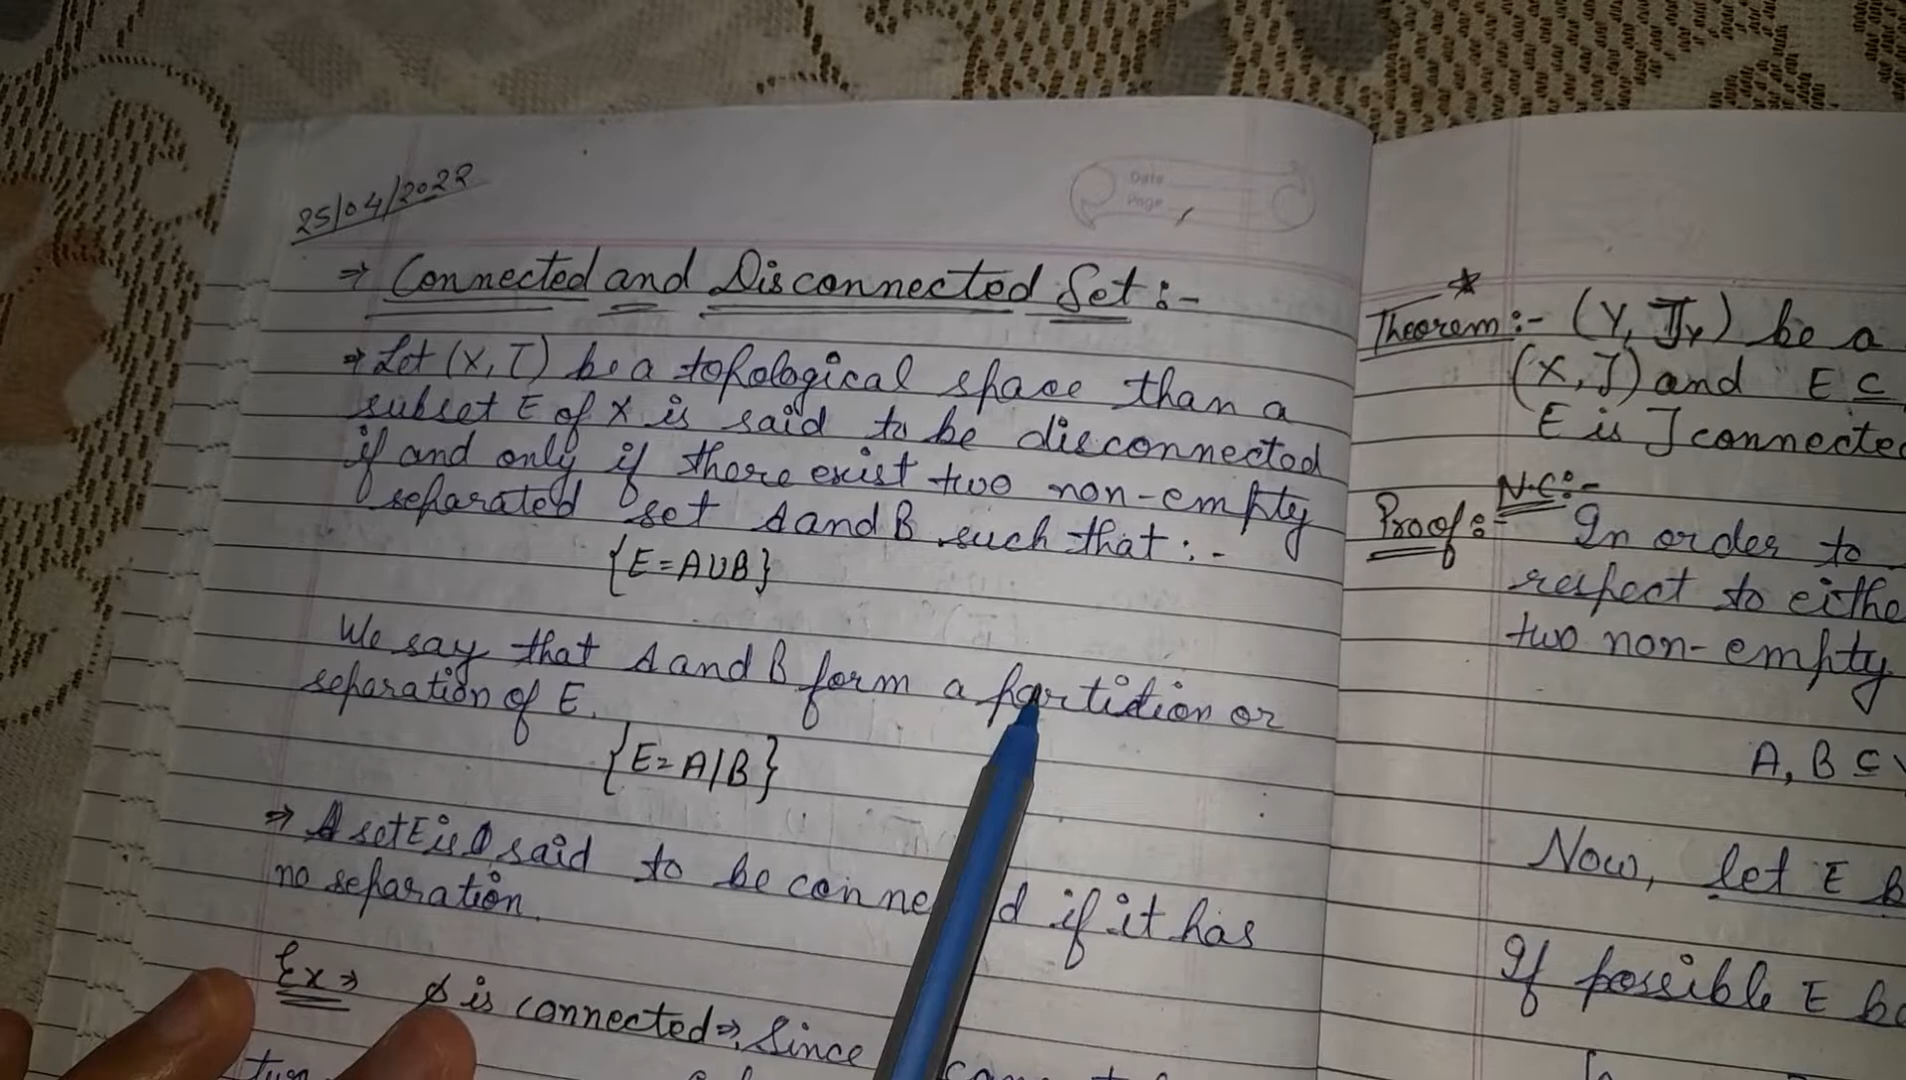 25/04/2022
Date
Page
⇒ Connected and Disconnected Set :-
⇒ Let (X, T) be a topological space than a
subset E of X is said to be disconnected
if and only if there exist two non-empty
separated set A and B such that :-
{E = A∪B}
We say that A and B form a partition or
separation of E.
{E = A/B}
⇒ A set E is said to be conne d if it has
no separation.
Ex ⇒ φ is connected ⇒ Since
Theorem :- (Y, J_Y) be a
(X, J) and E ⊆
E is J connecte
N.C :-
Proof :- In order to
respect to eithe
two non-empty
A, B ⊆
Now, let E b
If possible E be